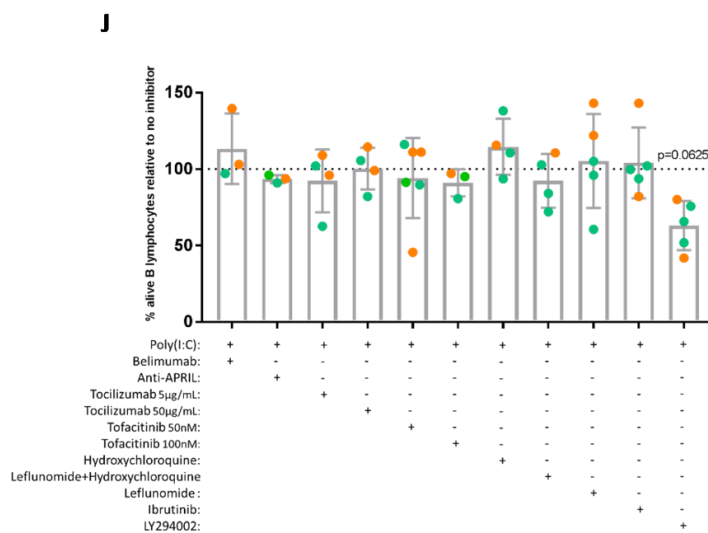 J
% alive B lymphocytes relative to no inhibitor
150
100
50
0
p=0.0625
Poly(I:C): + + + + + + + + + + +
Belimumab: + - - - - - - - - - -
Anti-APRIL: - + - - - - - - - - -
Tocilizumab 5µg/mL: - - + - - - - - - - -
Tocilizumab 50µg/mL: - - - + - - - - - - -
Tofacitinib 50nM: - - - - + - - - - - -
Tofacitinib 100nM: - - - - - + - - - - -
Hydroxychloroquine: - - - - - - + - - - -
Leflunomide+Hydroxychloroquine - - - - - - - + - - -
Leflunomide: - - - - - - - - + - -
Ibrutinib: - - - - - - - - - + -
LY294002: - - - - - - - - - - +